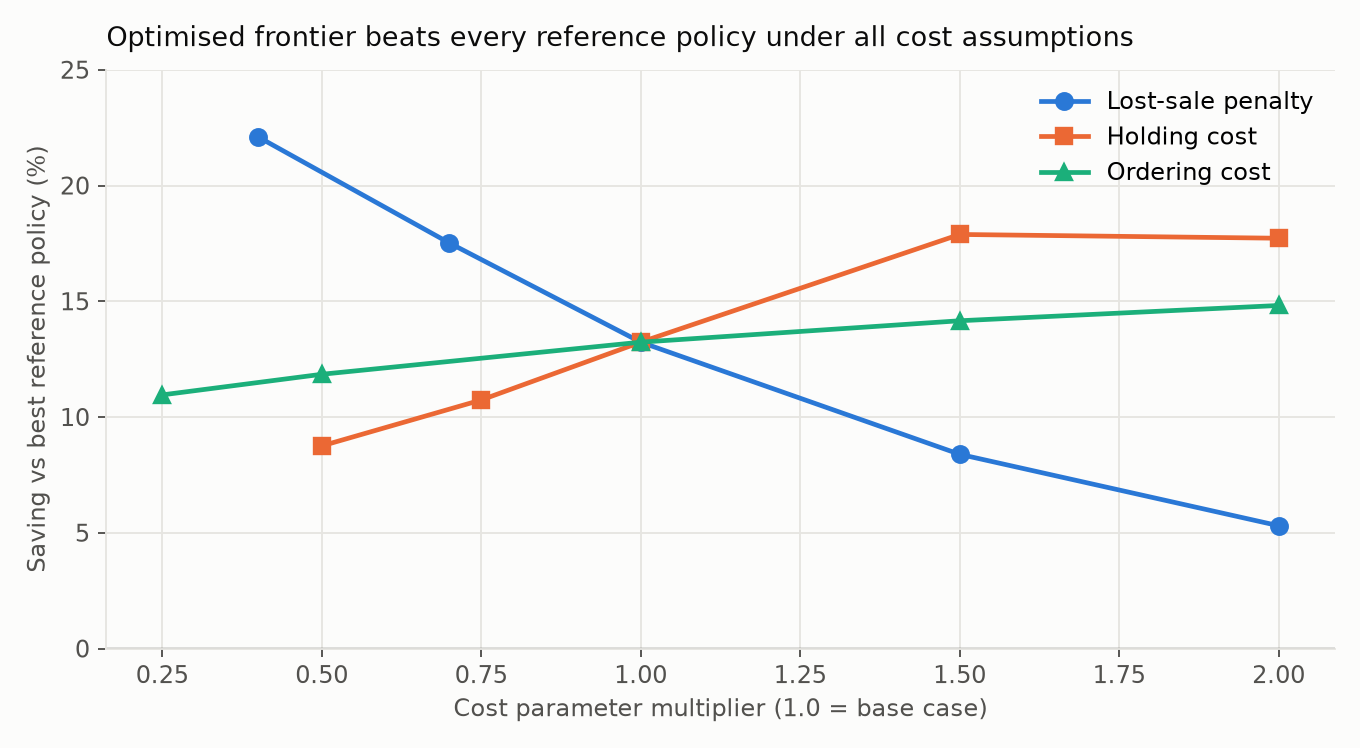 Optimised frontier beats every reference policy under all cost assumptions
25
20
15
10
5
0
Saving vs best reference policy (%)
Lost-sale penalty
Holding cost
Ordering cost
0.25 0.50 0.75 1.00 1.25 1.50 1.75 2.00
Cost parameter multiplier (1.0 = base case)